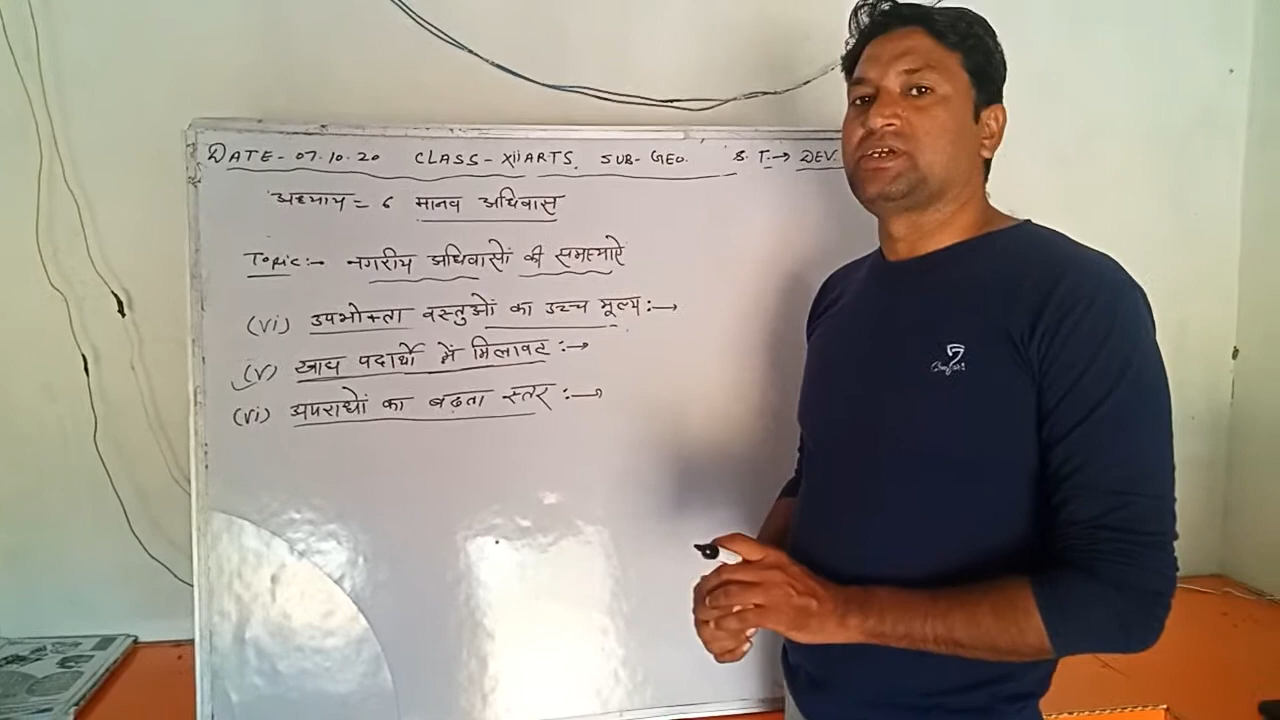 DATE- 07.10.20 CLASS- XII ARTS. SUB- GEO. S. T.→ DEV.
अध्याय = 6 मानव अधिवास
Topic:- नगरीय अधिवासों की समस्याऐ
(vi) उपभोक्ता वस्तुओं का उच्च मूल्य :→
(v) खाद्य पदार्थों में मिलावट :→
(vi) अपराधों का बढ़ता स्तर :→